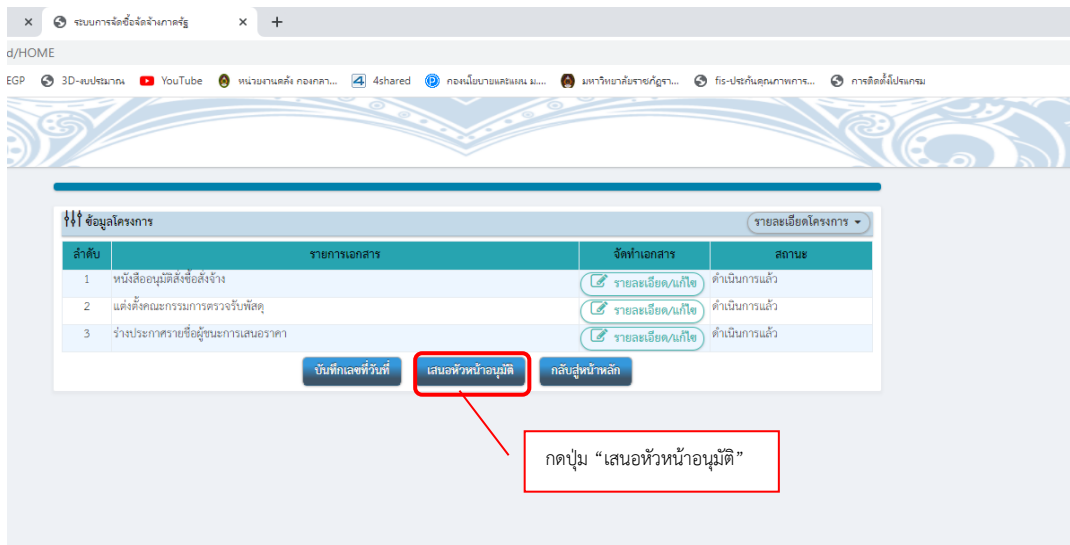 ระบบการจัดซื้อจัดจ้างภาครัฐ
d/HOME
EGP 3D-งบประมาณ YouTube หน่วยงานคลัง กองกลา... 4shared กองนโยบายและแผน ม.... มหาวิทยาลัยราชภัฏรา... fis-ประกันคุณภาพการ... การติดตั้งโปรแกรม
ข้อมูลโครงการ รายละเอียดโครงการ
ลำดับ รายการเอกสาร จัดทำเอกสาร สถานะ
1 หนังสืออนุมัติสั่งซื้อสั่งจ้าง รายละเอียด/แก้ไข ดำเนินการแล้ว
2 แต่งตั้งคณะกรรมการตรวจรับพัสดุ รายละเอียด/แก้ไข ดำเนินการแล้ว
3 ร่างประกาศรายชื่อผู้ชนะการเสนอราคา รายละเอียด/แก้ไข ดำเนินการแล้ว
บันทึกเลขที่วันที่ เสนอหัวหน้าอนุมัติ กลับสู่หน้าหลัก
กดปุ่ม “เสนอหัวหน้าอนุมัติ”